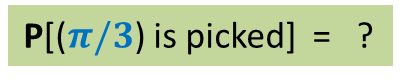 P[(π/3) is picked] = ?